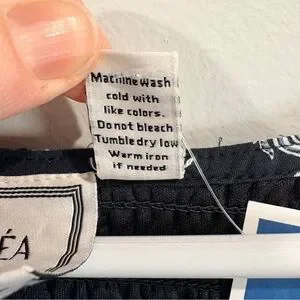 Machine wash
cold with
like colors.
Do not bleach
Tumble dry low
Warm iron
if needed
ÉA